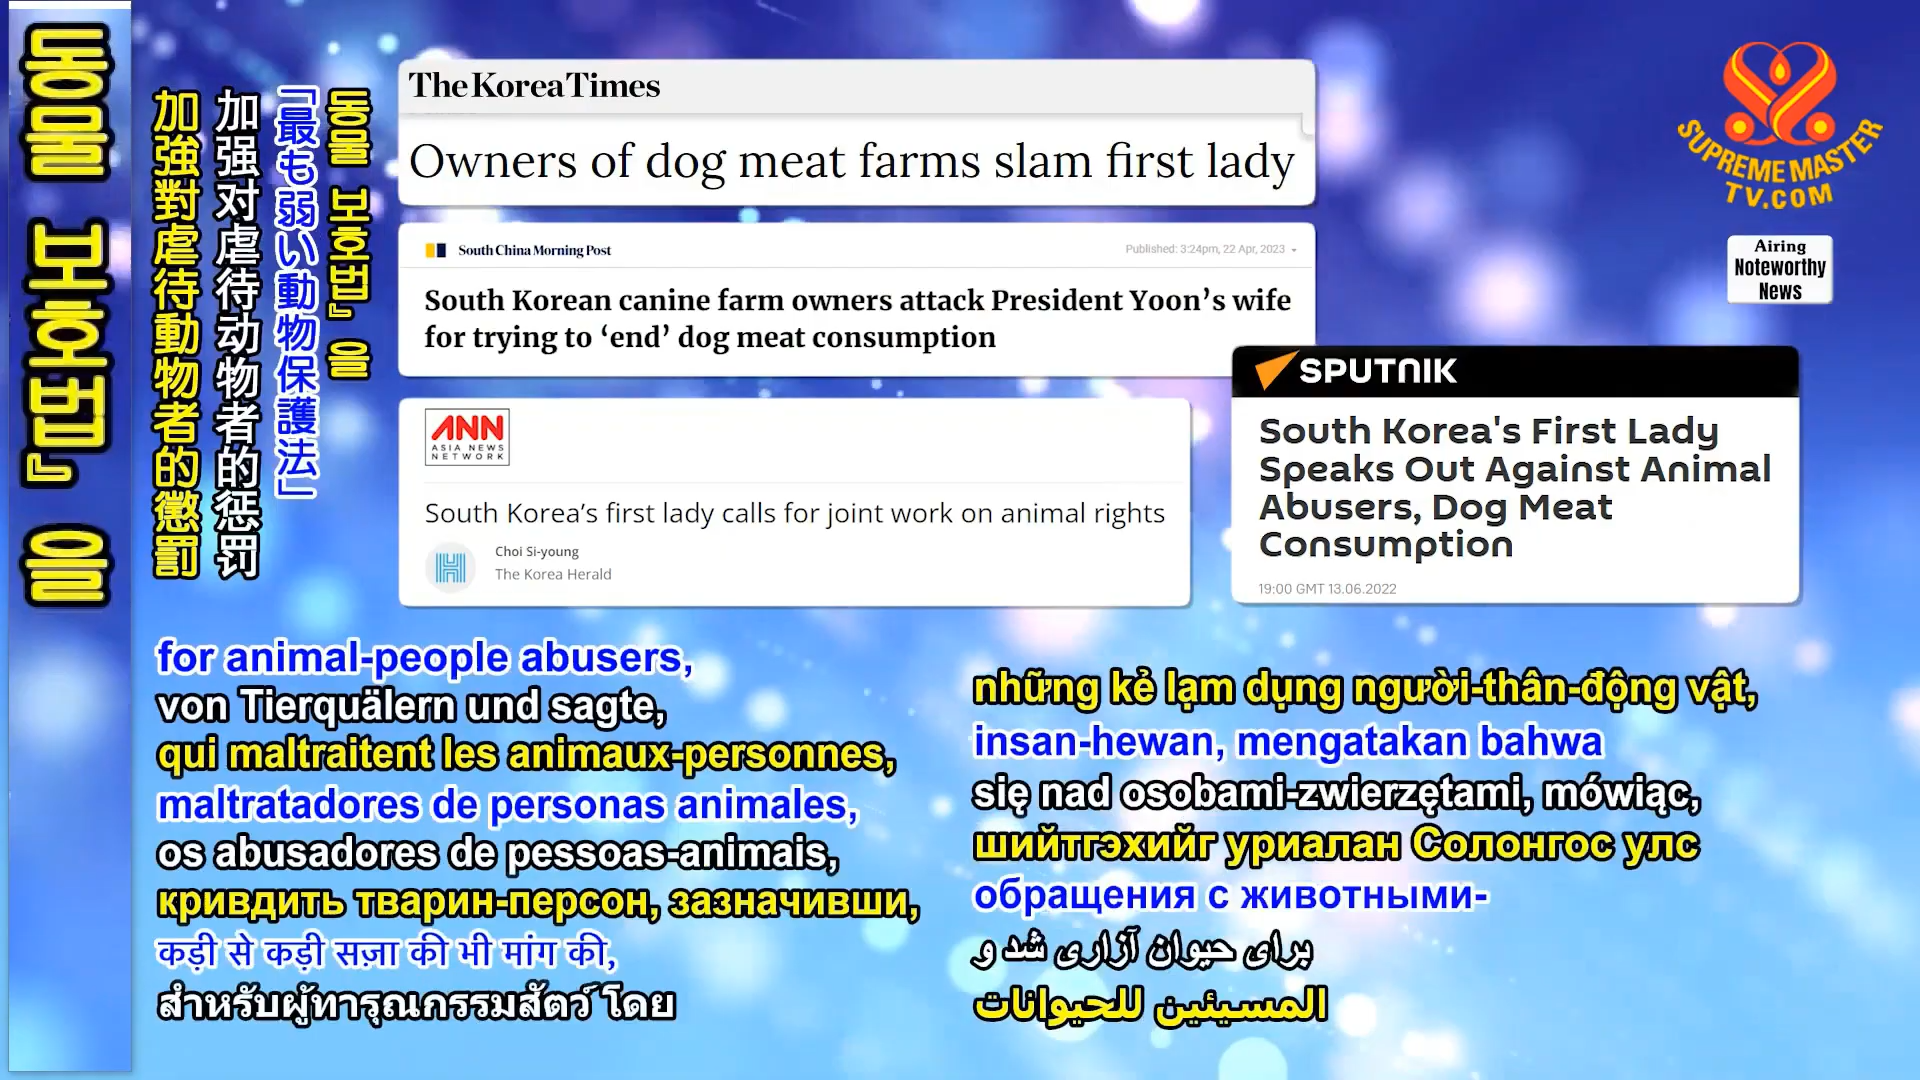 동물 보호법』을
동물 보호법』을
「最も弱い動物保護法」
加强对虐待动物者的惩罚
加強對虐待動物者的懲罰
The Korea Times
Owners of dog meat farms slam first lady
South China Morning Post
Published: 3:24pm, 22 Apr, 2023
South Korean canine farm owners attack President Yoon’s wife
for trying to ‘end’ dog meat consumption
ANN
ASIA NEWS
NETWORK
South Korea’s first lady calls for joint work on animal rights
Choi Si-young
The Korea Herald
SPUTNIK
South Korea's First Lady
Speaks Out Against Animal
Abusers, Dog Meat
Consumption
19:00 GMT 13.06.2022
SUPREME MASTER
TV.COM
Airing
Noteworthy
News
for animal-people abusers,
von Tierquälern und sagte,
qui maltraitent les animaux-personnes,
maltratadores de personas animales,
os abusadores de pessoas-animais,
кривдить тварин-персон, зазначивши,
कड़ी से कड़ी सज़ा की भी मांग की,
สำหรับผู้ทารุณกรรมสัตว์ โดย
những kẻ lạm dụng người-thân-động vật,
insan-hewan, mengatakan bahwa
się nad osobami-zwierzętami, mówiąc,
шийтгэхийг уриалан Солонгос улс
обращения с животными-
برای حیوان آزاری شد و
المسيئين للحيوانات